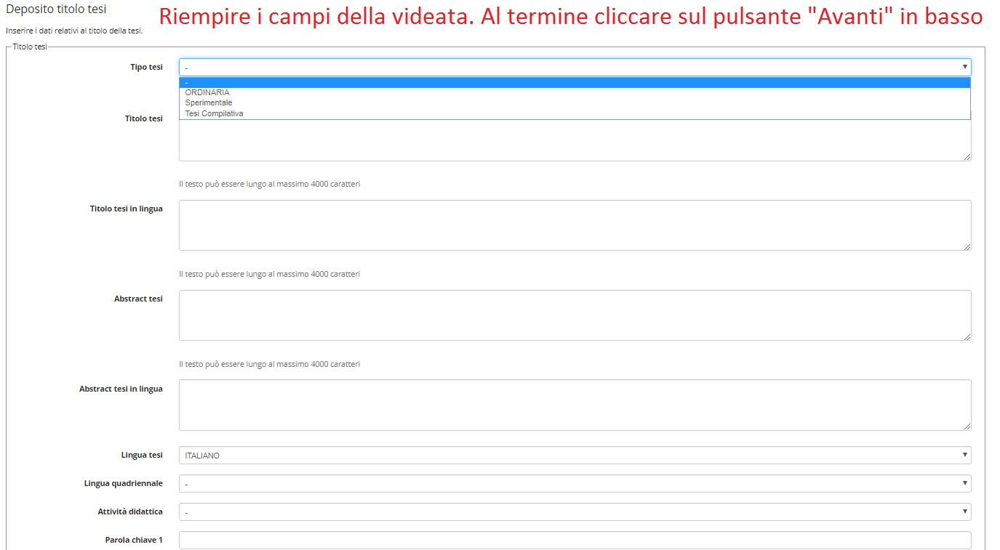 Deposito titolo tesi
Riempire i campi della videata. Al termine cliccare sul pulsante "Avanti" in basso
Inserire i dati relativi al titolo della tesi.
Titolo tesi
Tipo tesi
-
-
ORDINARIA
Sperimentale
Tesi Compilativa
Titolo tesi
Il testo può essere lungo al massimo 4000 caratteri
Titolo tesi in lingua
Il testo può essere lungo al massimo 4000 caratteri
Abstract tesi
Il testo può essere lungo al massimo 4000 caratteri
Abstract tesi in lingua
Lingua tesi
ITALIANO
Lingua quadriennale
-
Attività didattica
-
Parola chiave 1